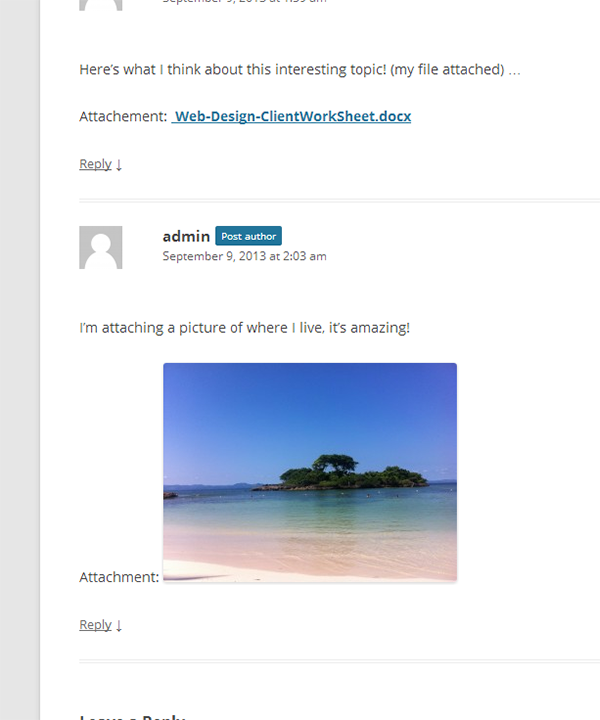 September 9, 2013 at 1:59 am
Here's what I think about this interesting topic! (my file attached) …
Attachement: Web-Design-ClientWorkSheet.docx
Reply ↓
admin Post author
September 9, 2013 at 2:03 am
I'm attaching a picture of where I live, it's amazing!
Attachment:
Reply ↓
Leave a Reply